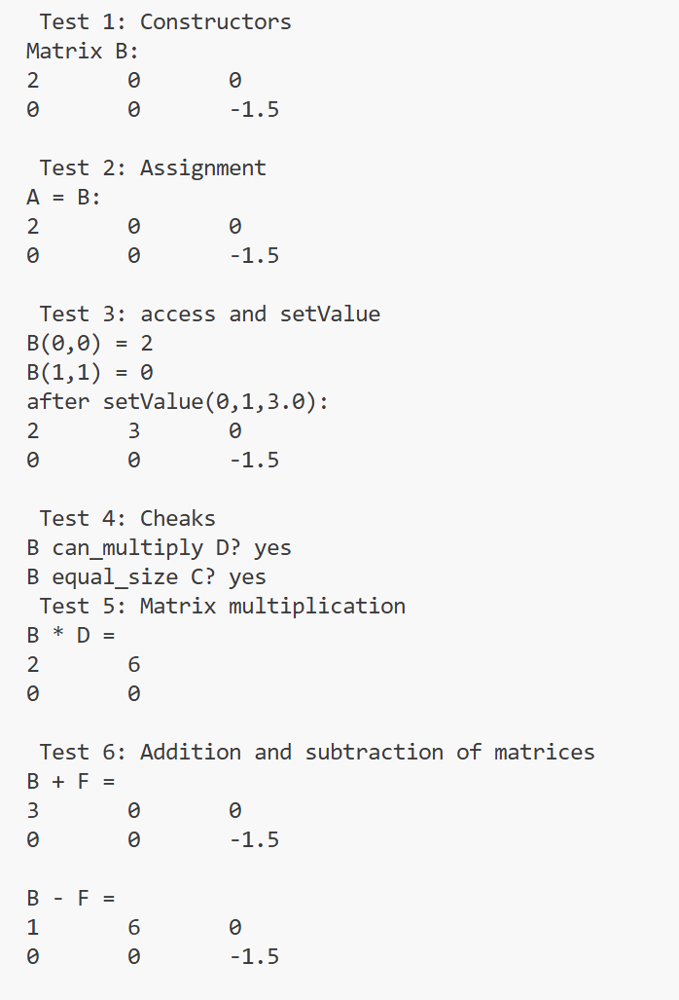 Test 1: Constructors
Matrix B:
2 0 0
0 0 -1.5
Test 2: Assignment
A = B:
2 0 0
0 0 -1.5
Test 3: access and setValue
B(0,0) = 2
B(1,1) = 0
after setValue(0,1,3.0):
2 3 0
0 0 -1.5
Test 4: Cheaks
B can_multiply D? yes
B equal_size C? yes
Test 5: Matrix multiplication
B * D =
2 6
0 0
Test 6: Addition and subtraction of matrices
B + F =
3 0 0
0 0 -1.5
B - F =
1 6 0
0 0 -1.5